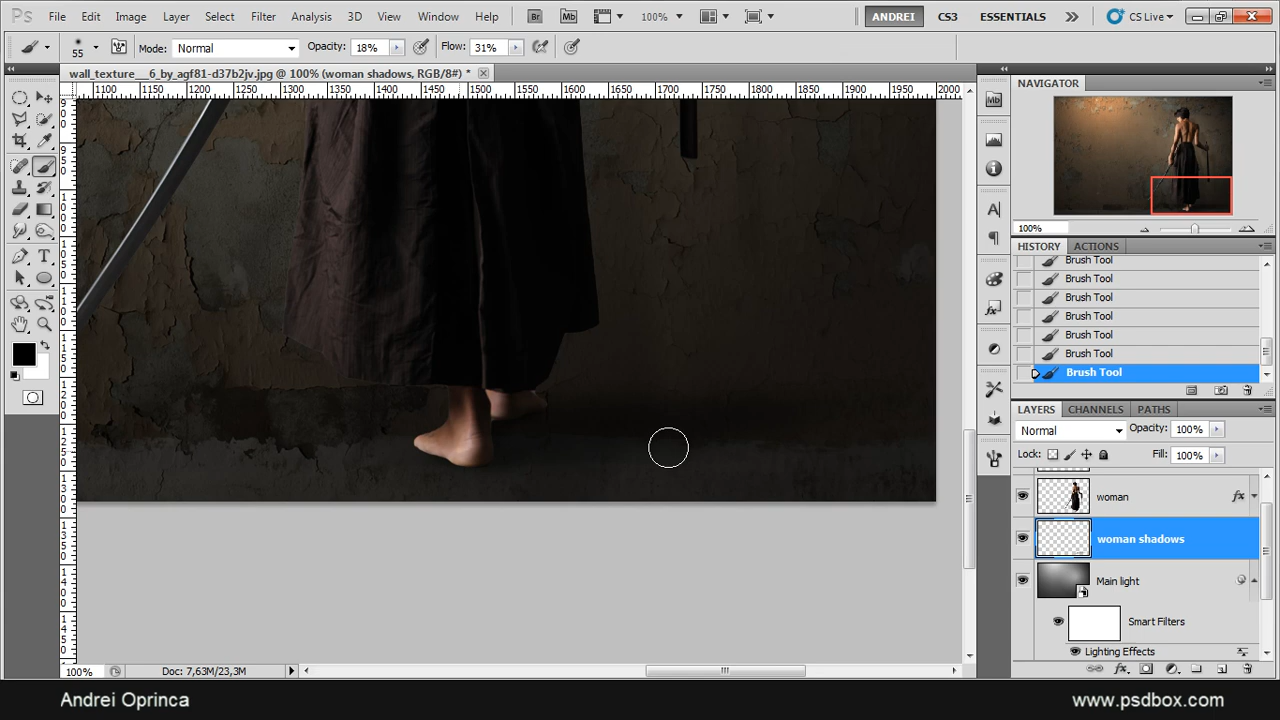 Ps File Edit Image Layer Select Filter Analysis 3D View Window Help Br Mb 100% ANDREI CS3 ESSENTIALS CS Live
55 Mode: Normal Opacity: 18% Flow: 31%
wall_texture___6_by_agf81-d37b2jv.jpg @ 100% (woman shadows, RGB/8#) *
1100 1150 1200 1250 1300 1350 1400 1450 1500 1550 1600 1650 1700 1750 1800 1850 1900 1950 2000
NAVIGATOR
Mb
100%
HISTORY ACTIONS
Brush Tool
Brush Tool
Brush Tool
Brush Tool
Brush Tool
Brush Tool
Brush Tool
LAYERS CHANNELS PATHS
Normal Opacity: 100%
Lock: Fill: 100%
woman fx
woman shadows
Main light
Smart Filters
Lighting Effects
100% Doc: 7,63M/23,3M
Andrei Oprinca www.psdbox.com